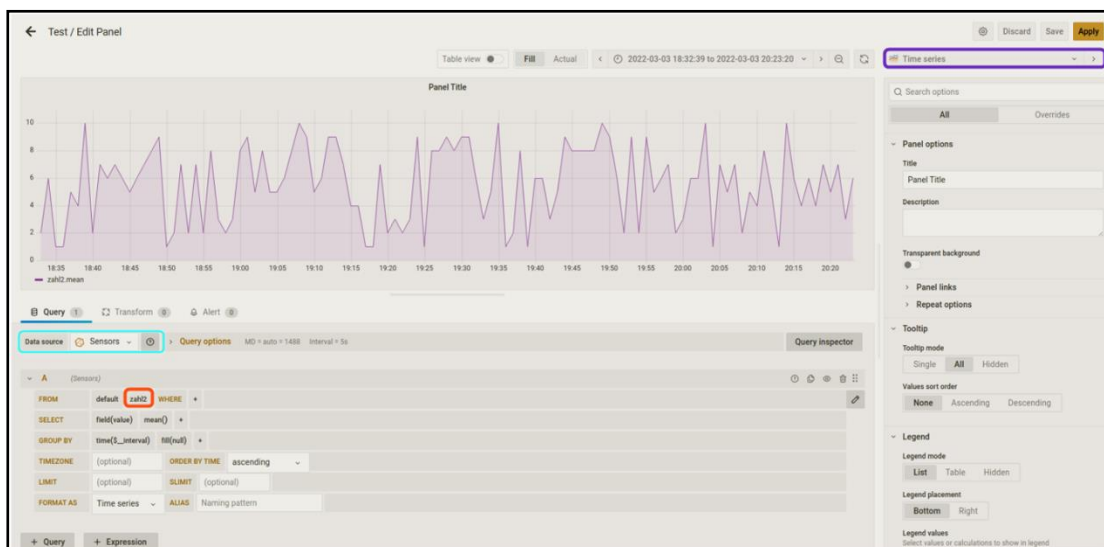 Test / Edit Panel
Discard Save Apply
Table view Fill Actual 2022-03-03 18:32:39 to 2022-03-03 20:23:20
Time series
Panel Title
10
8
6
4
2
0
18:35 18:40 18:45 18:50 18:55 19:00 19:05 19:10 19:15 19:20 19:25 19:30 19:35 19:40 19:45 19:50 19:55 20:00 20:05 20:10 20:15 20:20
zahl2.mean
Query 1 Transform 0 Alert 0
Data source Sensors > Query options MD = auto = 1488 Interval = 5s Query inspector
A (Sensors)
FROM default zahl2 WHERE +
SELECT field(value) mean() +
GROUP BY time($__interval) fill(null) +
TIMEZONE (optional) ORDER BY TIME ascending
LIMIT (optional) SLIMIT (optional)
FORMAT AS Time series ALIAS Naming pattern
+ Query + Expression
Search options
All Overrides
Panel options
Title
Panel Title
Description
Transparent background
> Panel links
> Repeat options
Tooltip
Tooltip mode
Single All Hidden
Values sort order
None Ascending Descending
Legend
Legend mode
List Table Hidden
Legend placement
Bottom Right
Legend values
Select values or calculations to show in legend